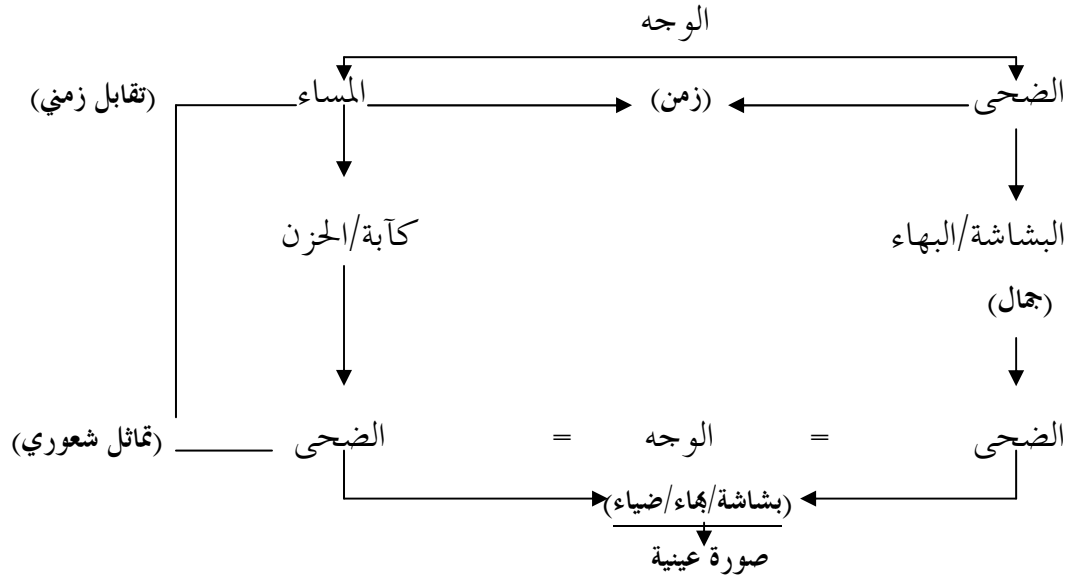 الوجه
الضحى (زمن) المساء (تقابل زمني)
البشاشة/البهاء كآبة/الحزن
(جمال)
الضحى = الوجه = الضحى (تماثل شعوري)
(بشاشة/بهاء/ضياء)
صورة عينية